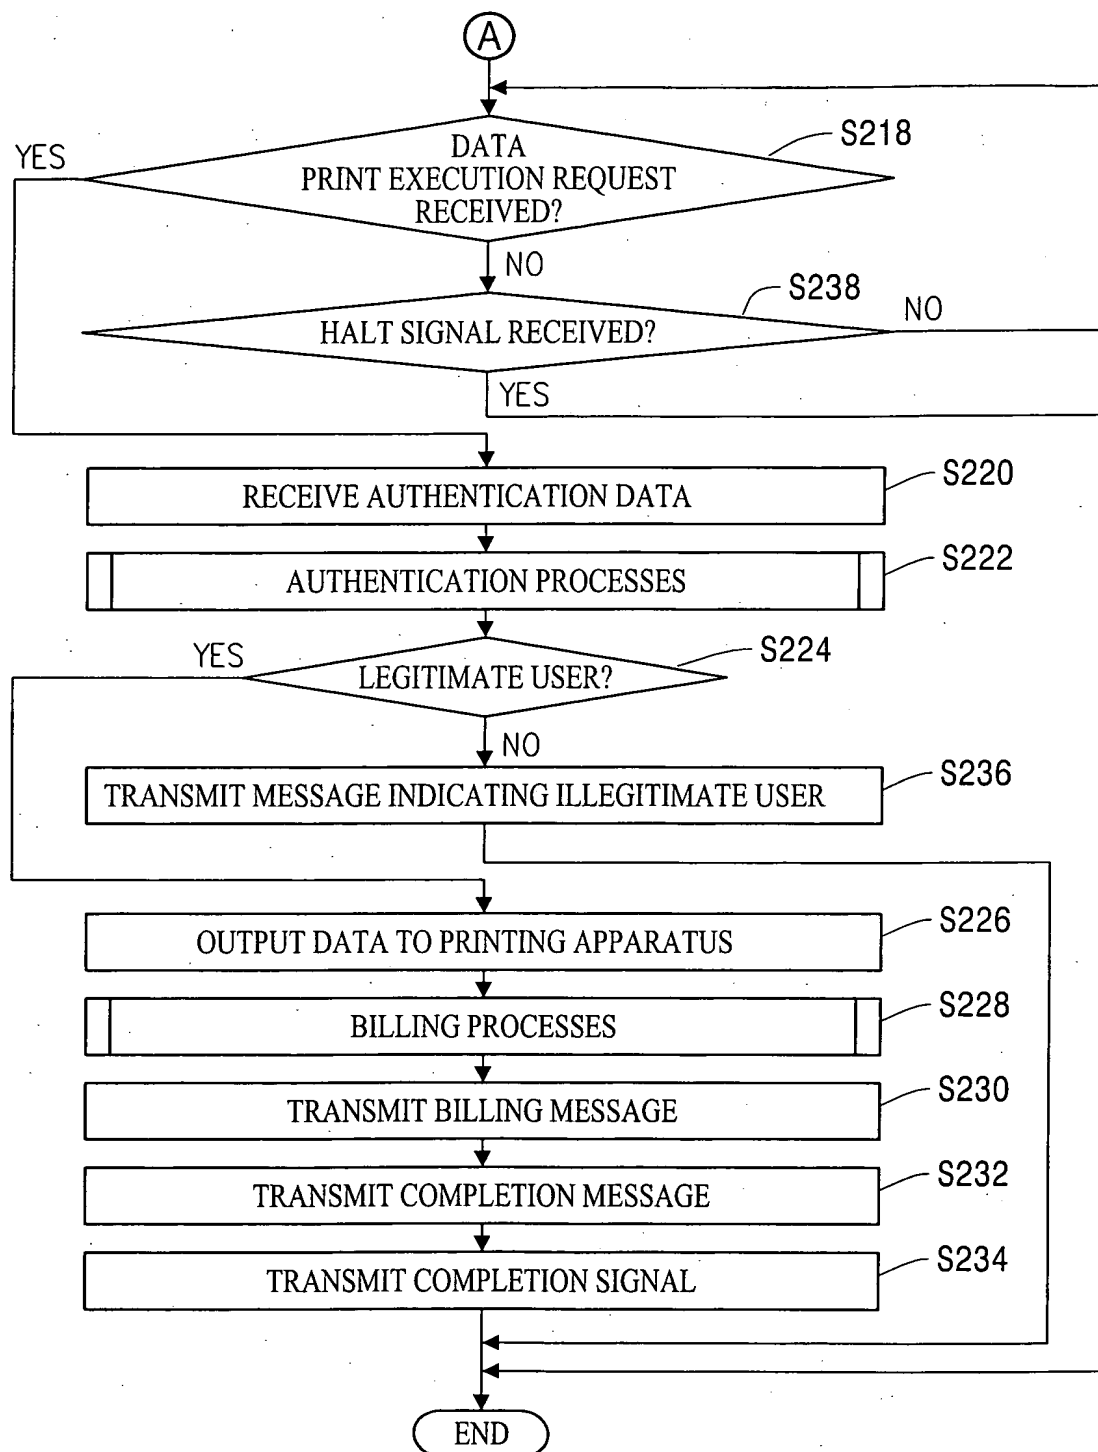 A
S218
YES
DATA
PRINT EXECUTION REQUEST
RECEIVED?
NO
S238
NO
HALT SIGNAL RECEIVED?
YES
S220
RECEIVE AUTHENTICATION DATA
S222
AUTHENTICATION PROCESSES
S224
YES
LEGITIMATE USER?
NO
S236
TRANSMIT MESSAGE INDICATING ILLEGITIMATE USER
S226
OUTPUT DATA TO PRINTING APPARATUS
S228
BILLING PROCESSES
S230
TRANSMIT BILLING MESSAGE
S232
TRANSMIT COMPLETION MESSAGE
S234
TRANSMIT COMPLETION SIGNAL
END